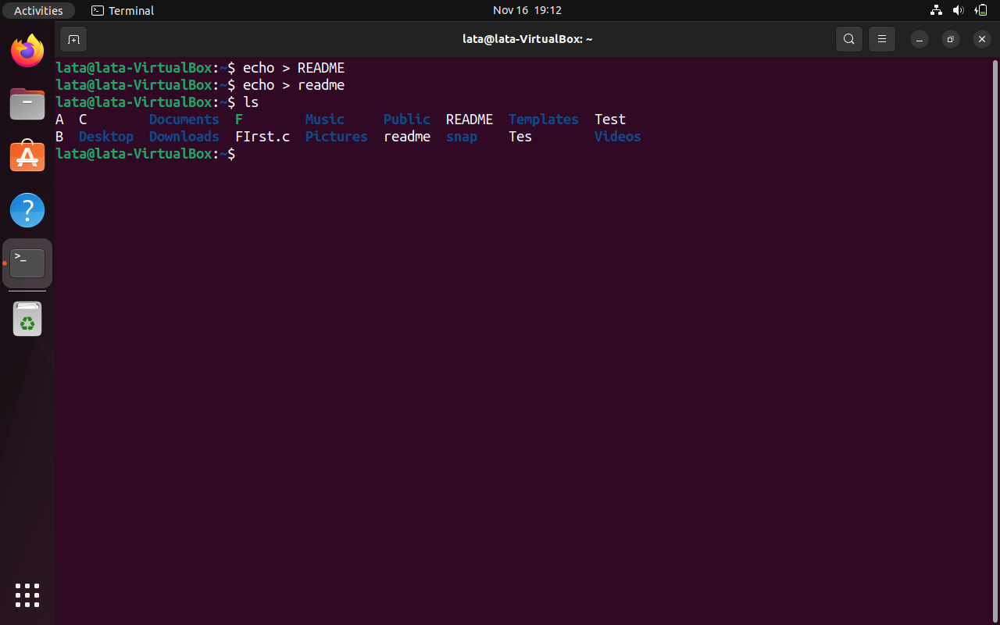 Activities Terminal Nov 16 19:12
lata@lata-VirtualBox: ~
lata@lata-VirtualBox:~$ echo > README
lata@lata-VirtualBox:~$ echo > readme
lata@lata-VirtualBox:~$ ls
A C Documents F Music Public README Templates Test
B Desktop Downloads FIrst.c Pictures readme snap Tes Videos
lata@lata-VirtualBox:~$